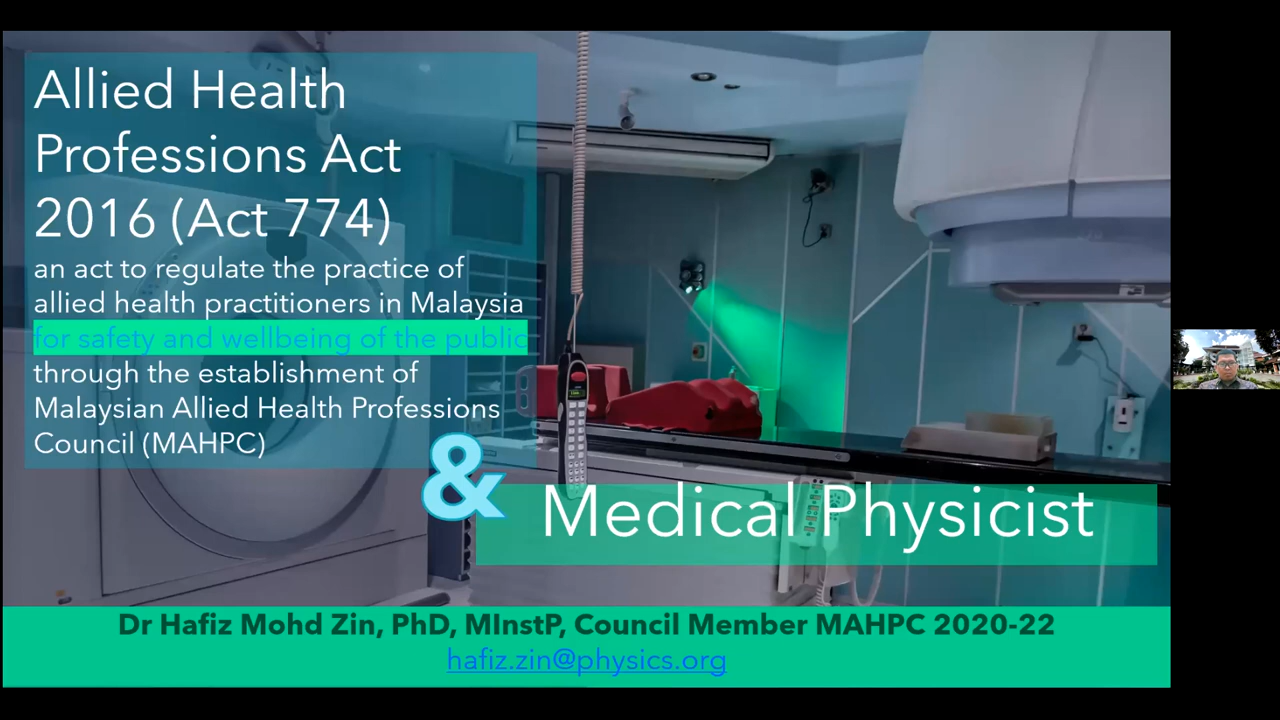 Allied Health
Professions Act
2016 (Act 774)
an act to regulate the practice of
allied health practitioners in Malaysia
for safety and wellbeing of the public
through the establishment of
Malaysian Allied Health Professions
Council (MAHPC)
&
Medical Physicist
Dr Hafiz Mohd Zin, PhD, MInstP, Council Member MAHPC 2020-22
hafiz.zin@physics.org